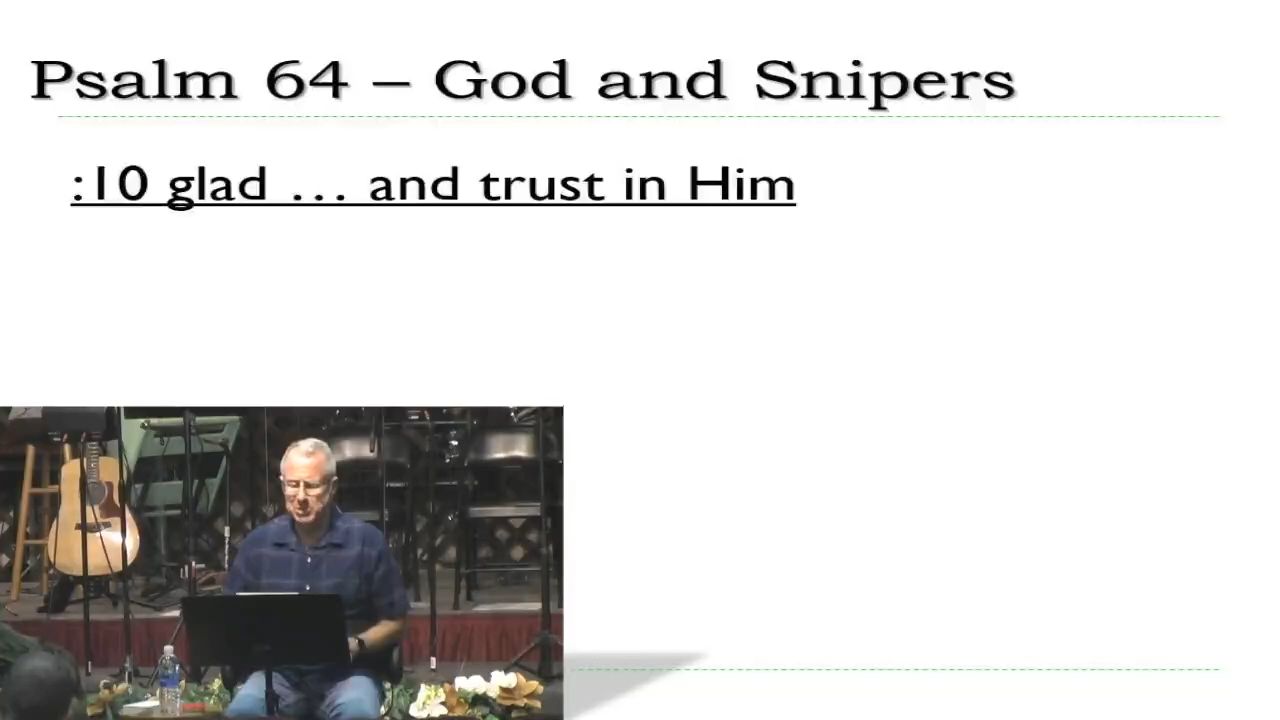 Psalm 64 – God and Snipers
:10 glad … and trust in Him